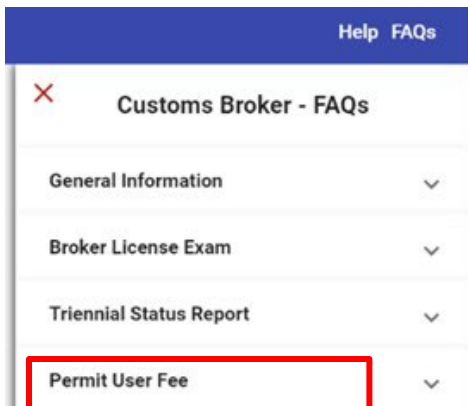 Help FAQs
Customs Broker - FAQs
General Information
Broker License Exam
Triennial Status Report
Permit User Fee